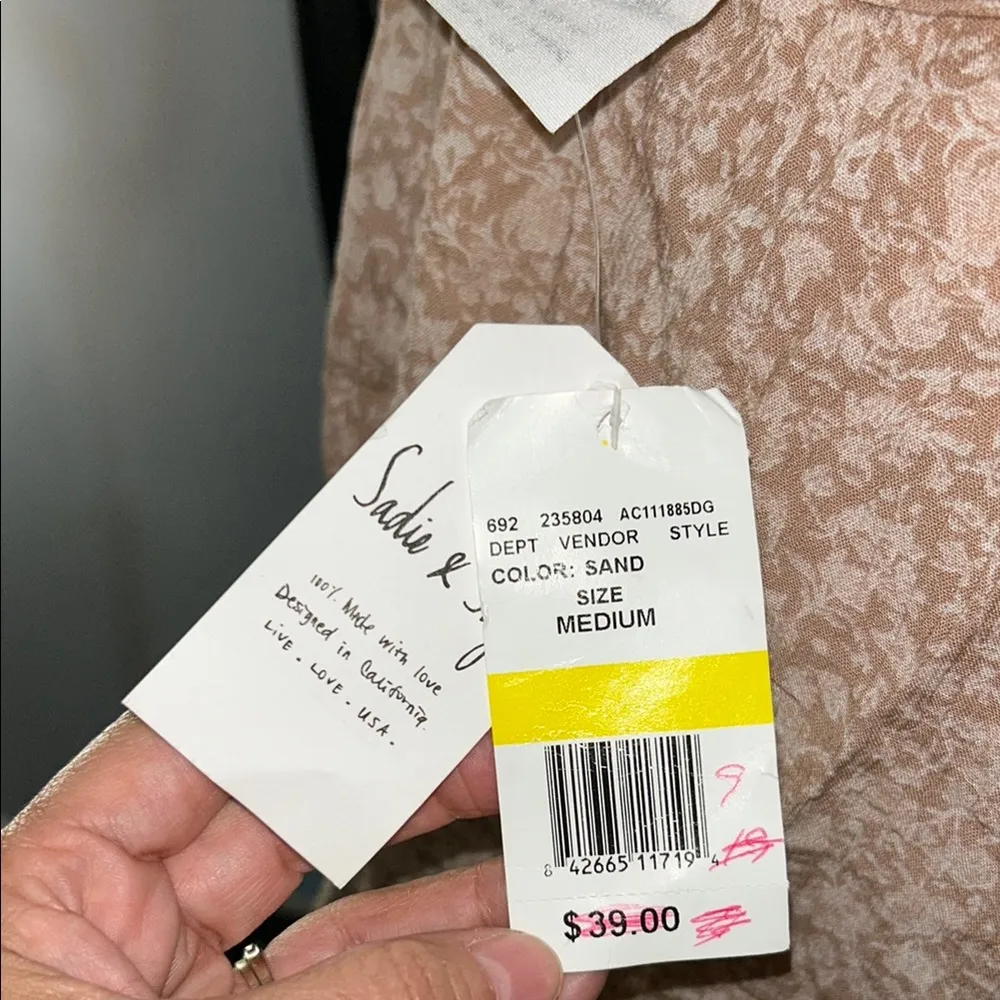 Sadie &
100% Made with love
Designed in California.
LIVE - LOVE - USA -
692 235804 AC111885DG
DEPT VENDOR STYLE
COLOR: SAND
SIZE
MEDIUM
9
8 42665 11719 4
$39.00